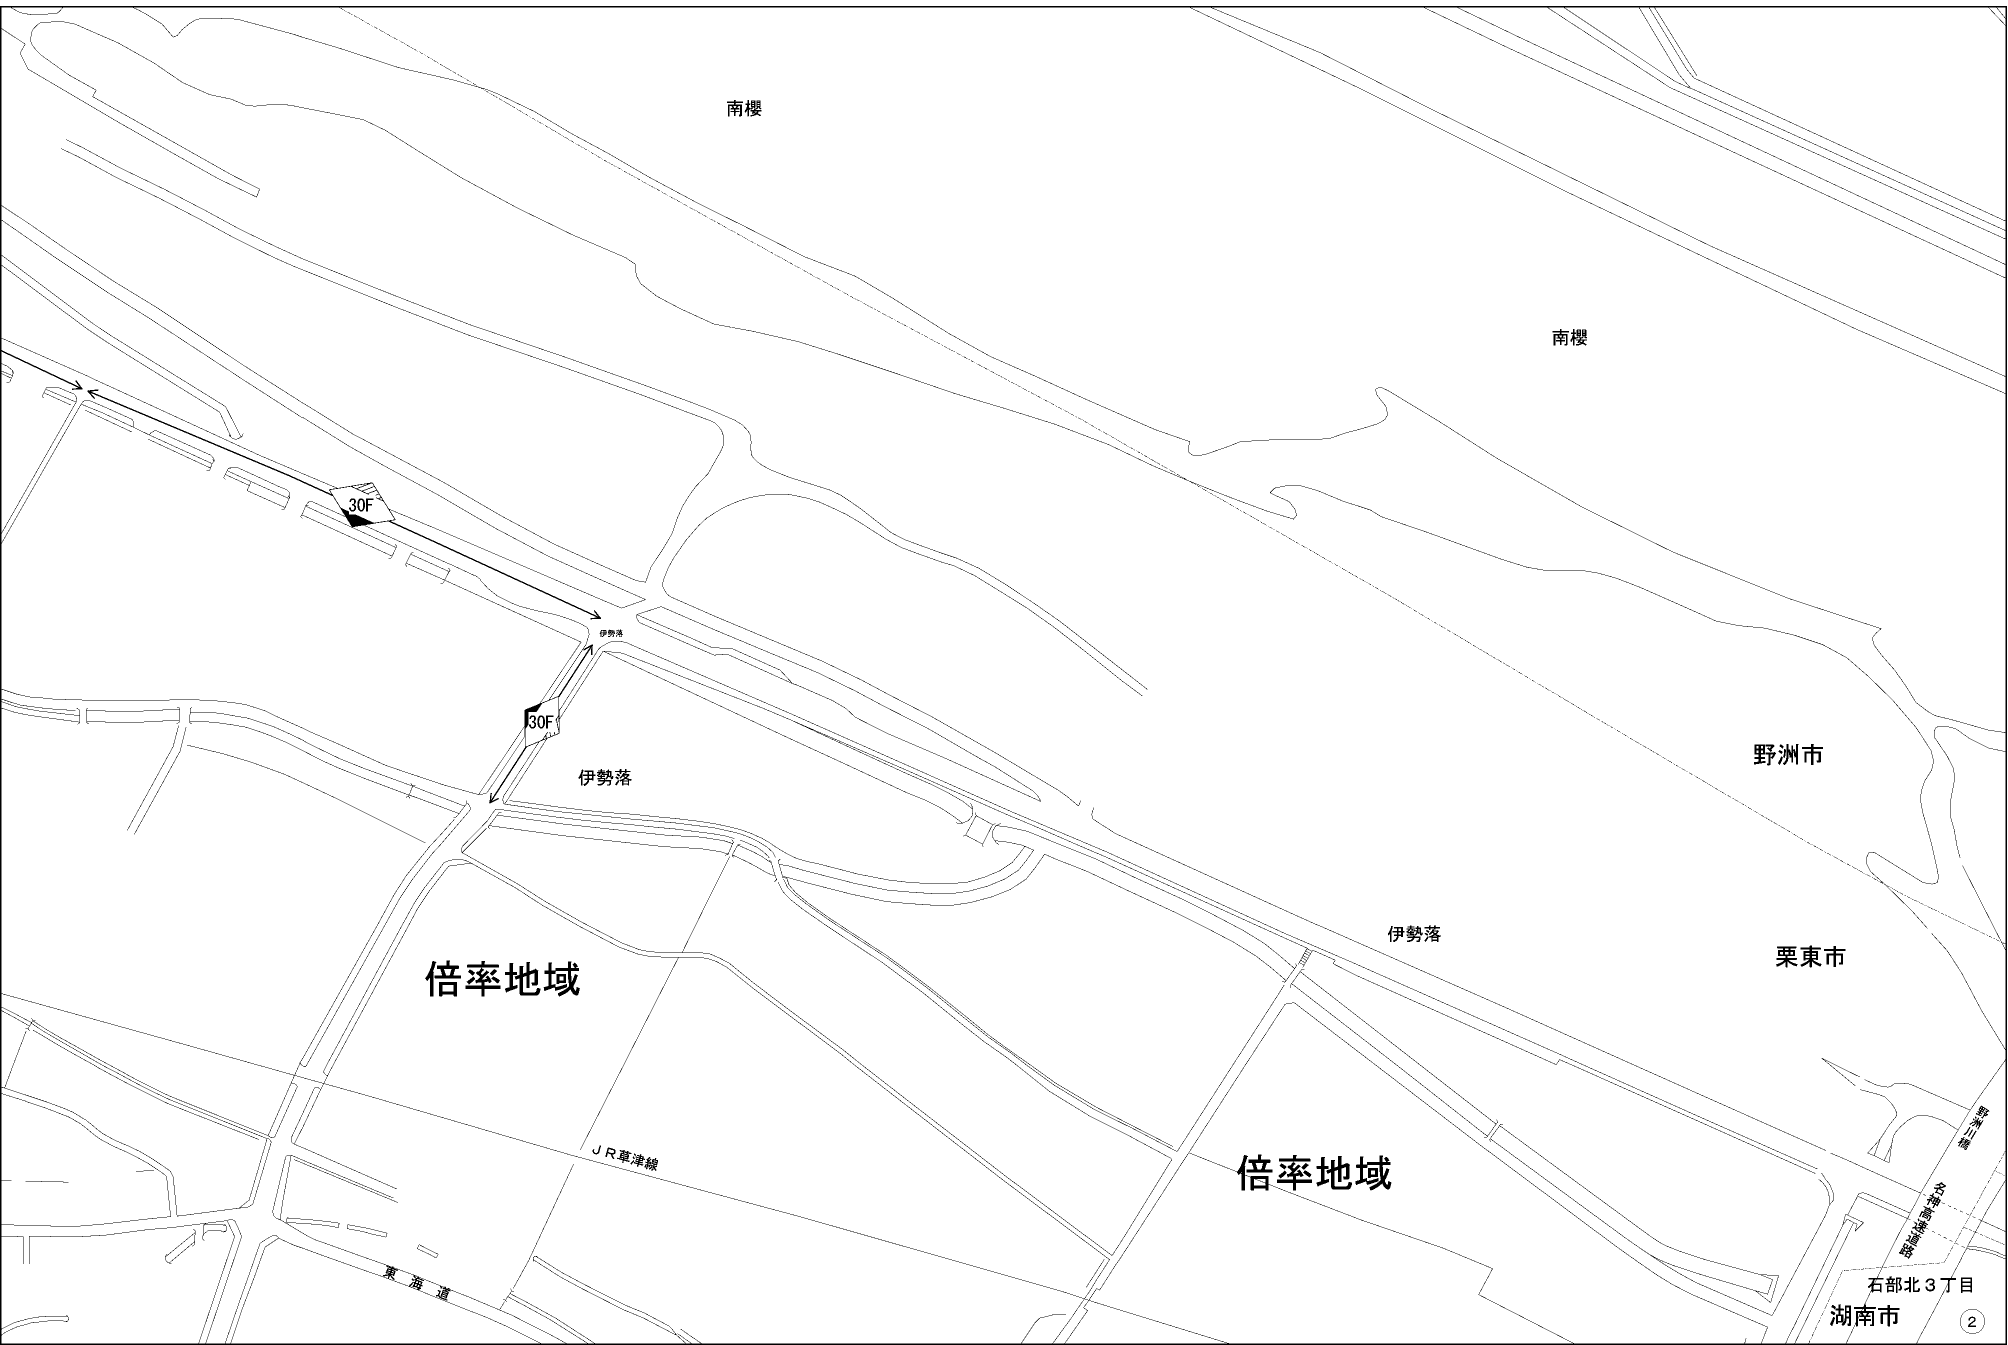 南櫻
南櫻
30F
伊勢落
30F
伊勢落
野洲市
伊勢落
栗東市
倍率地域
野洲川橋
JR草津線
倍率地域
名神高速道路
東海道
石部北3丁目
湖南市
2